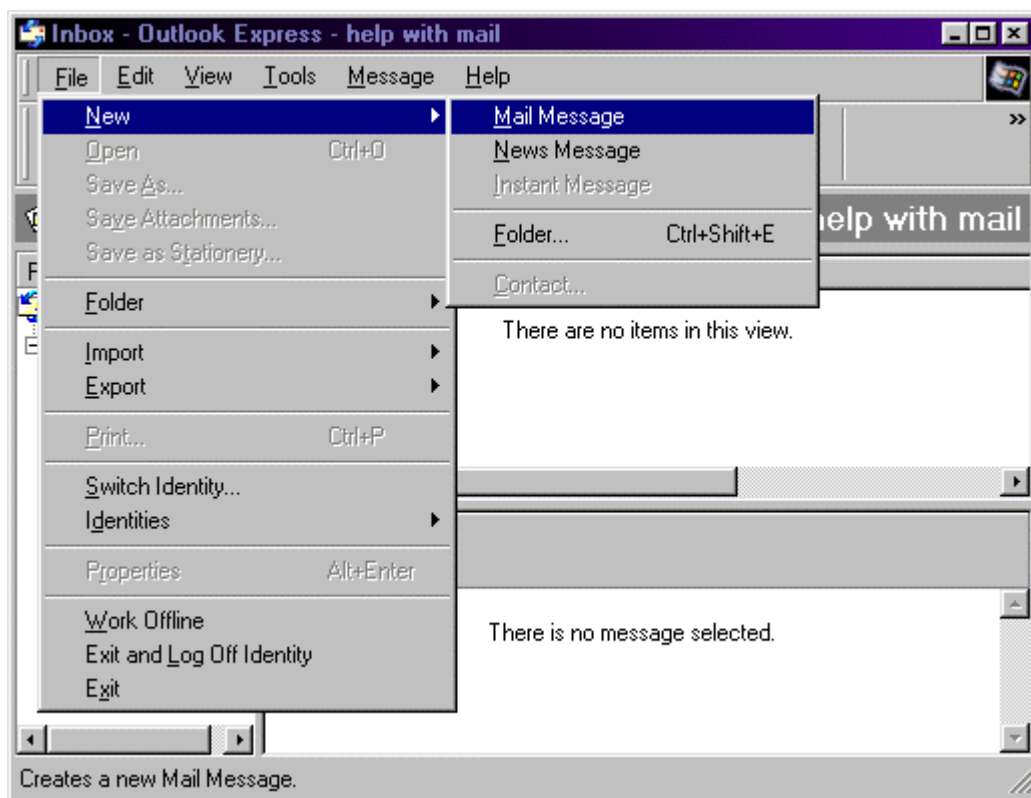 Inbox - Outlook Express - help with mail
File Edit View Tools Message Help
New
Open Ctrl+O
Save As...
Save Attachments...
Save as Stationery...
Folder
Import
Export
Print... Ctrl+P
Switch Identity...
Identities
Properties Alt+Enter
Work Offline
Exit and Log Off Identity
Exit
Mail Message
News Message
Instant Message
Folder... Ctrl+Shift+E
Contact...
elp with mail
There are no items in this view.
There is no message selected.
Creates a new Mail Message.